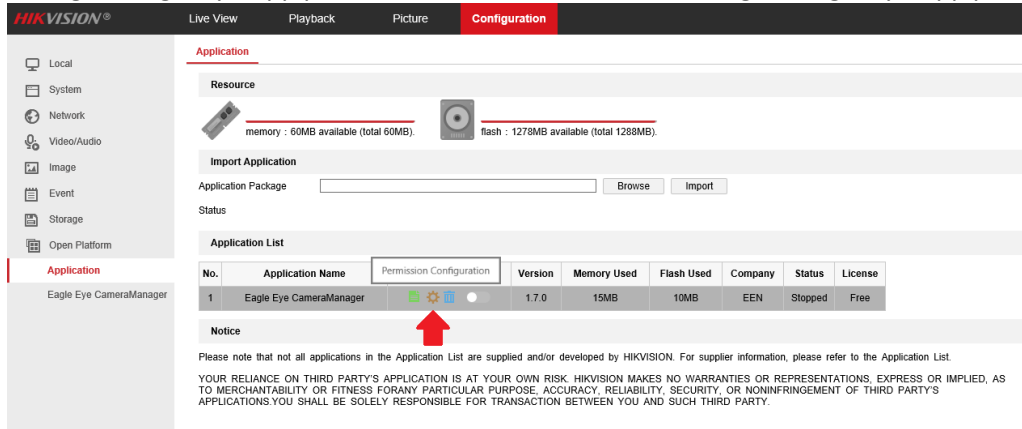 HIKVISION®
Live View Playback Picture Configuration
Local
System
Network
Video/Audio
Image
Event
Storage
Open Platform
Application
Eagle Eye CameraManager
Application
Resource
memory : 60MB available (total 60MB).
flash : 1278MB available (total 1288MB).
Import Application
Application Package Browse Import
Status
Application List
Permission Configuration
No. Application Name Version Memory Used Flash Used Company Status License
1 Eagle Eye CameraManager 1.7.0 15MB 10MB EEN Stopped Free
Notice
Please note that not all applications in the Application List are supplied and/or developed by HIKVISION. For supplier information, please refer to the Application List.
YOUR RELIANCE ON THIRD PARTY'S APPLICATION IS AT YOUR OWN RISK. HIKVISION MAKES NO WARRANTIES OR REPRESENTATIONS, EXPRESS OR IMPLIED, AS
TO MERCHANTABILITY OR FITNESS FORANY PARTICULAR PURPOSE, ACCURACY, RELIABILITY, SECURITY, OR NONINFRINGEMENT OF THIRD PARTY'S
APPLICATIONS.YOU SHALL BE SOLELY RESPONSIBLE FOR TRANSACTION BETWEEN YOU AND SUCH THIRD PARTY.